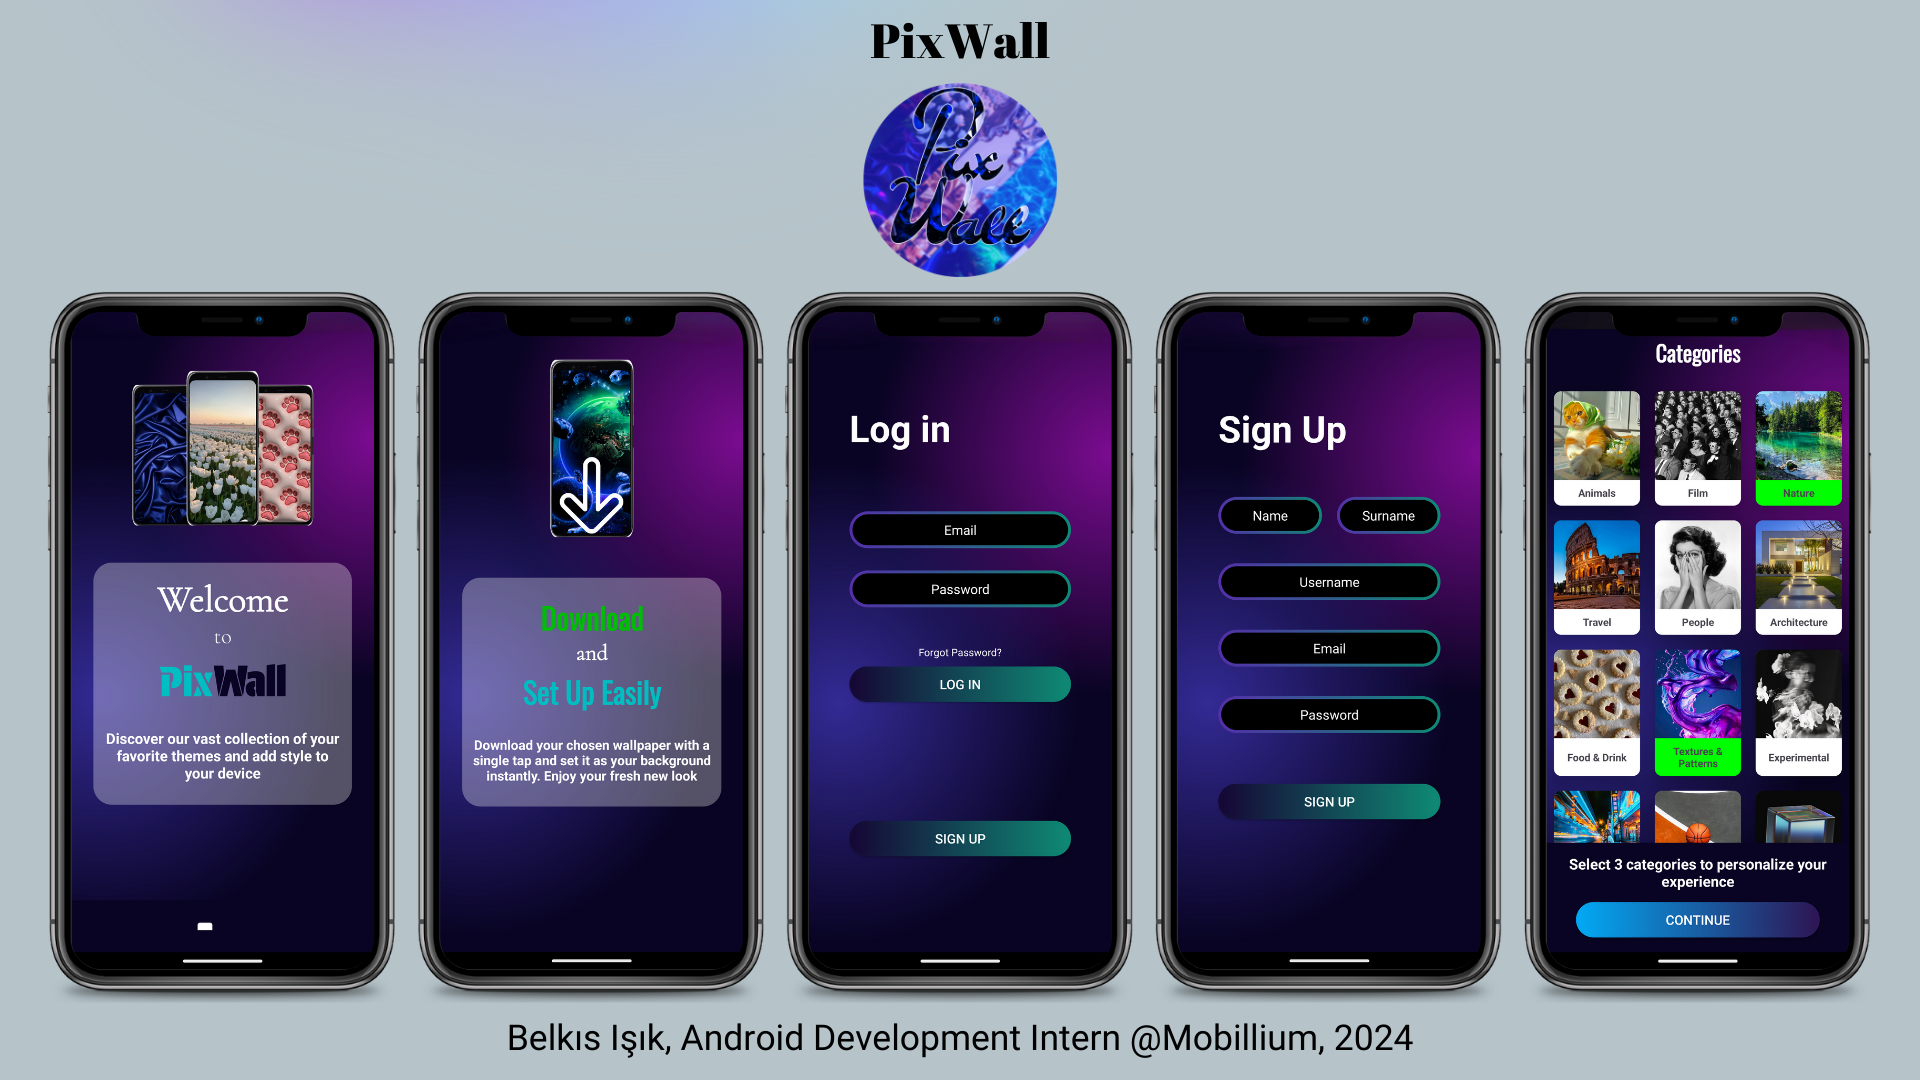 PixWall
Pix
Wall
Welcome
to
PixWall
Discover our vast collection of your
favorite themes and add style to
your device
Download
and
Set Up Easily
Download your chosen wallpaper with a
single tap and set it as your background
instantly. Enjoy your fresh new look
Log in
Email
Password
Forgot Password?
LOG IN
SIGN UP
Sign Up
Name
Surname
Username
Email
Password
SIGN UP
Categories
Animals
Film
Nature
Travel
People
Architecture
Food & Drink
Textures &
Patterns
Experimental
Select 3 categories to personalize your
experience
CONTINUE
Belkıs Işık, Android Development Intern @Mobillium, 2024